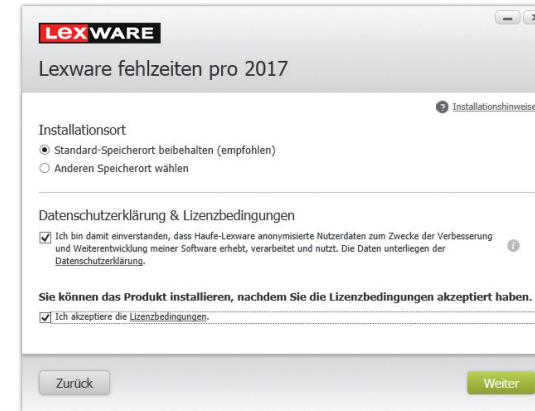 LEXWARE
Lexware fehlzeiten pro 2017
Installationshinweise
Installationsort
Standard-Speicherort beibehalten (empfohlen)
Anderen Speicherort wählen
Datenschutzerklärung & Lizenzbedingungen
Ich bin damit einverstanden, dass Haufe-Lexware anonymisierte Nutzerdaten zum Zwecke der Verbesserung
und Weiterentwicklung meiner Software erhebt, verarbeitet und nutzt. Die Daten unterliegen der
Datenschutzerklärung.
Sie können das Produkt installieren, nachdem Sie die Lizenzbedingungen akzeptiert haben.
Ich akzeptiere die Lizenzbedingungen.
Zurück
Weiter